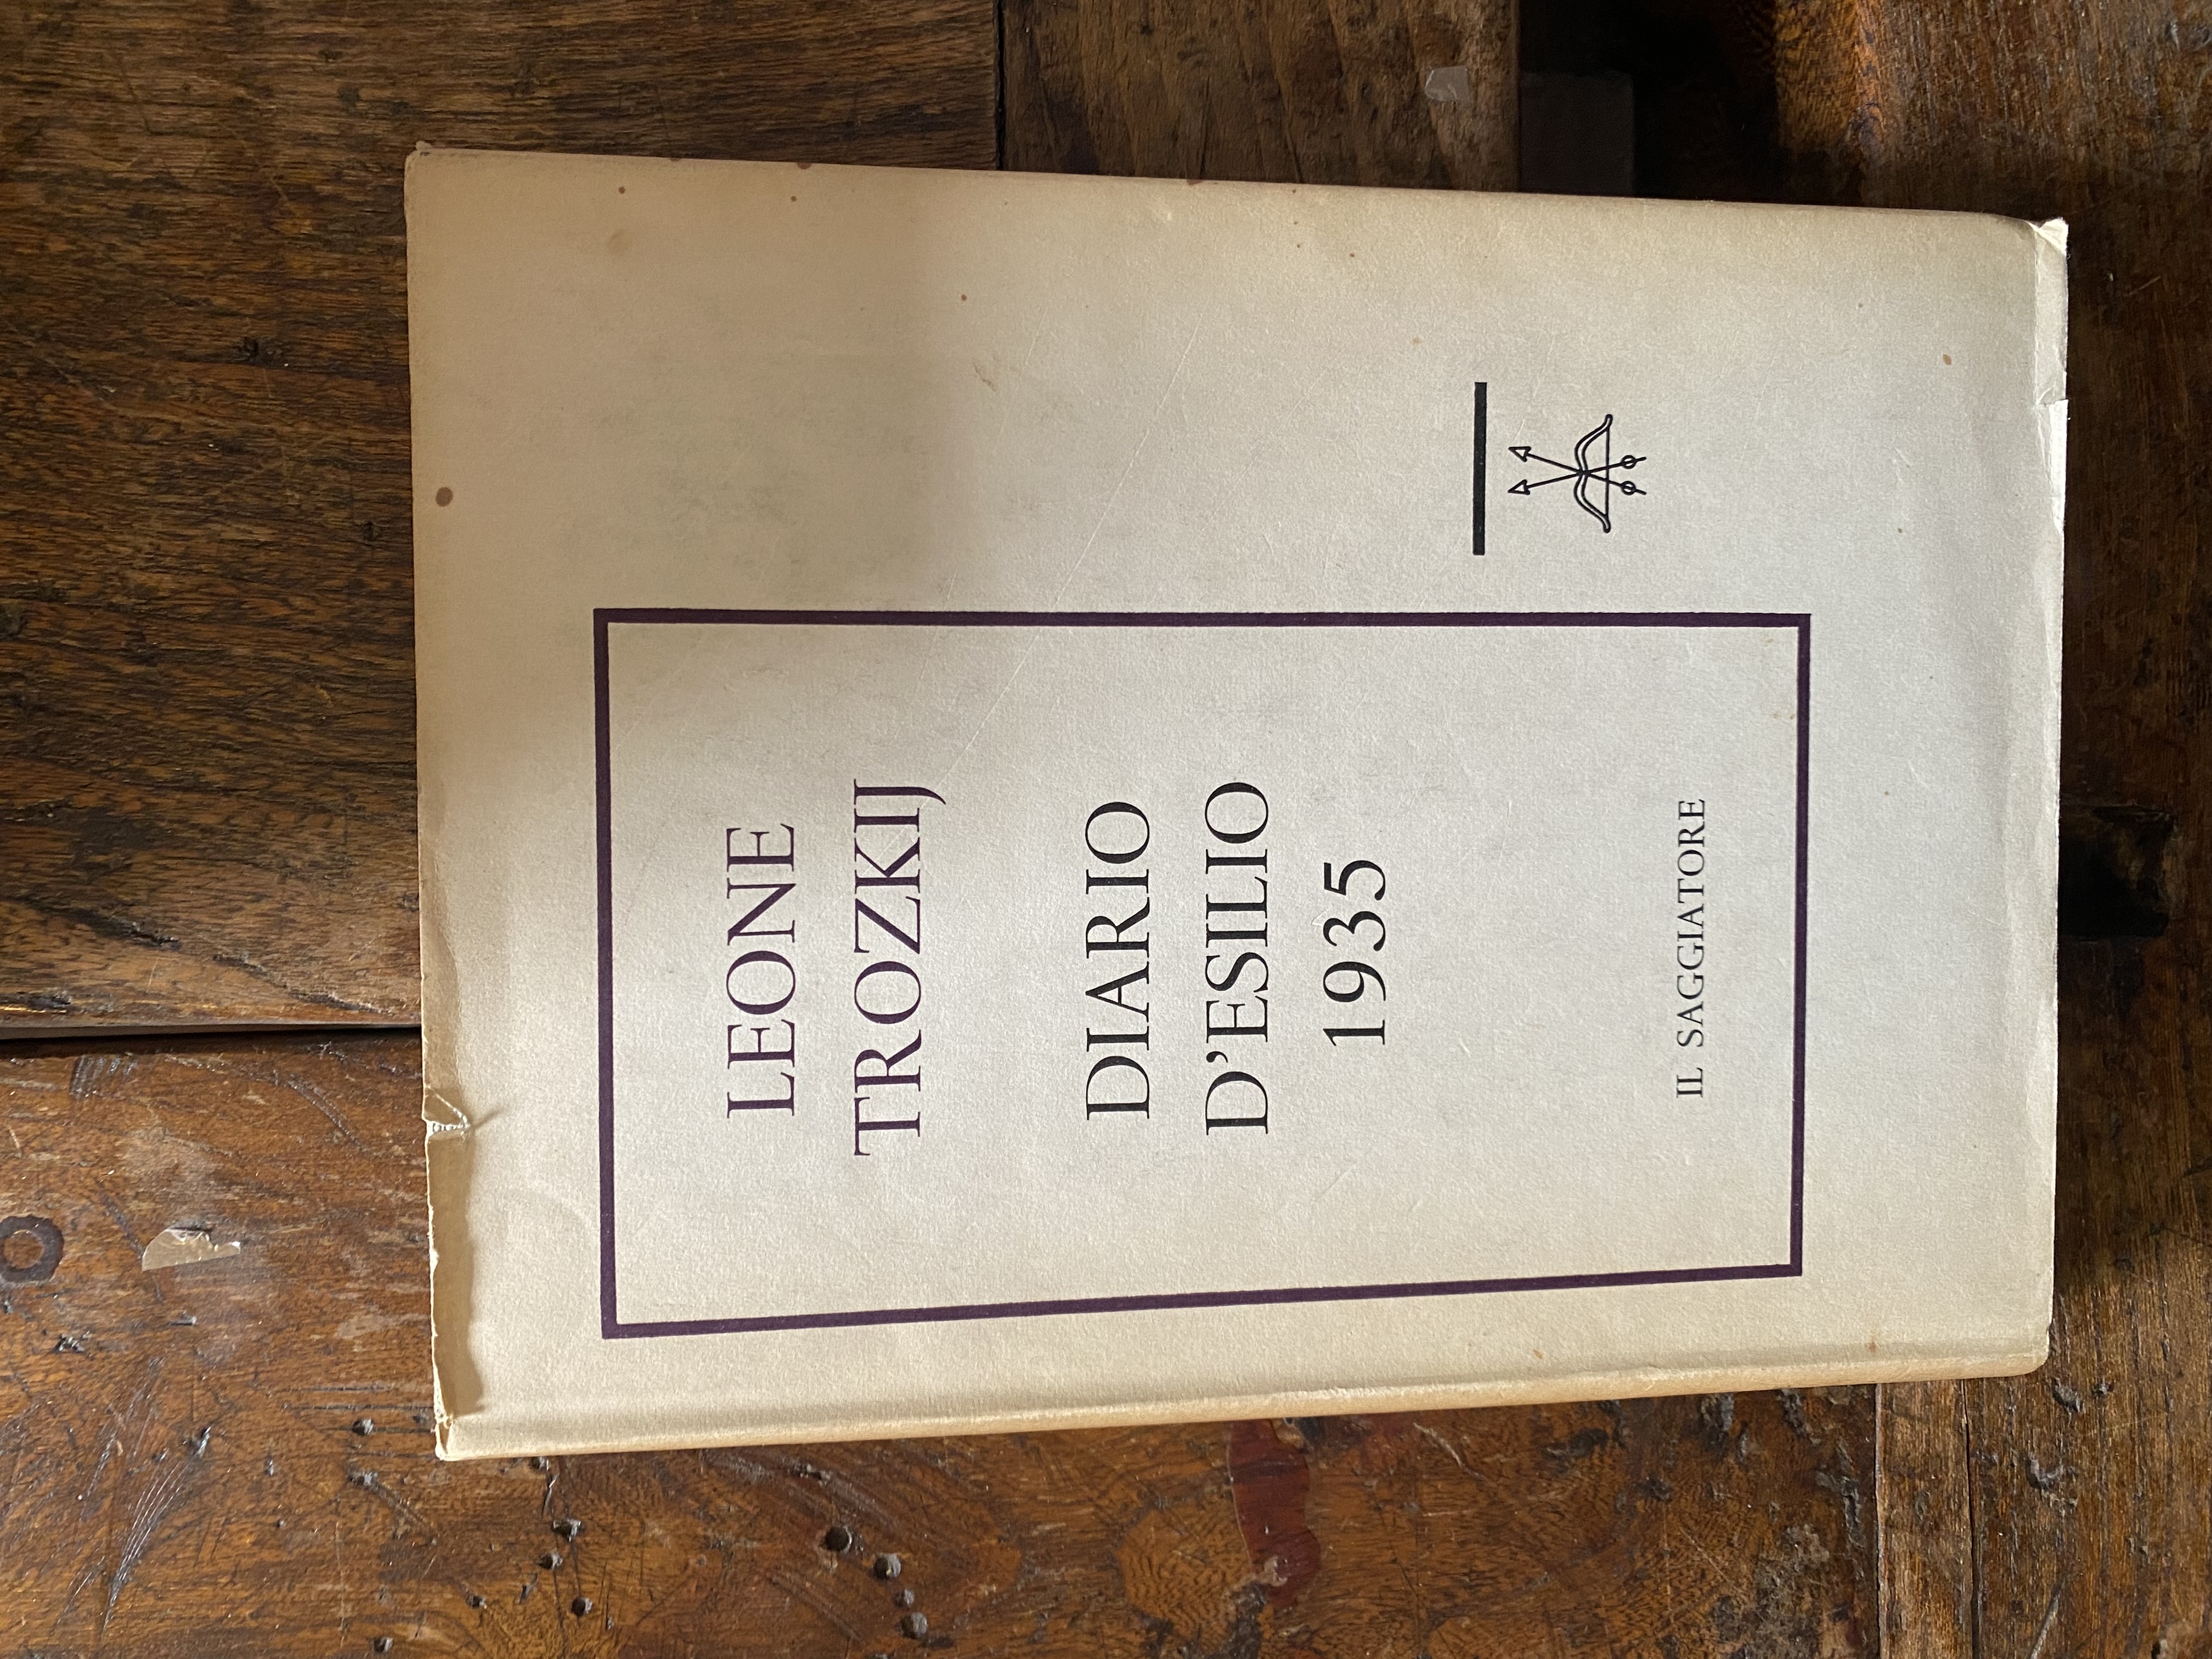 LEONE
TROZKIJ
DIARIO
D'ESILIO
1935
IL SAGGIATORE